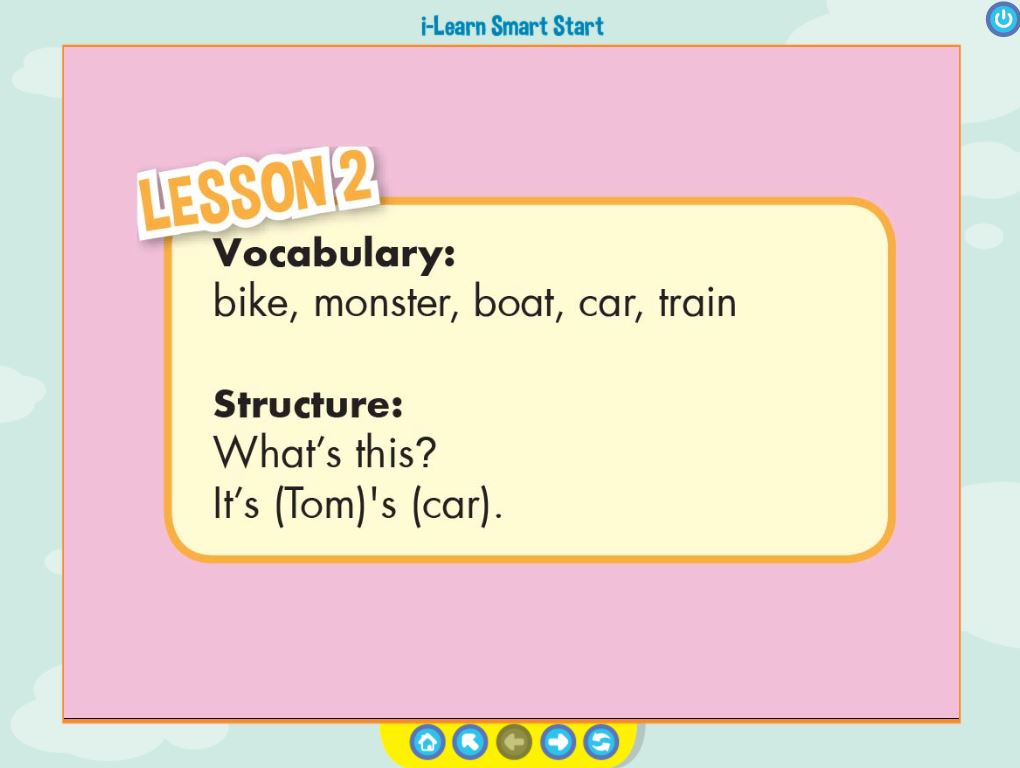 i-Learn Smart Start
LESSON 2
Vocabulary:
bike, monster, boat, car, train
Structure:
What’s this?
It’s (Tom)'s (car).